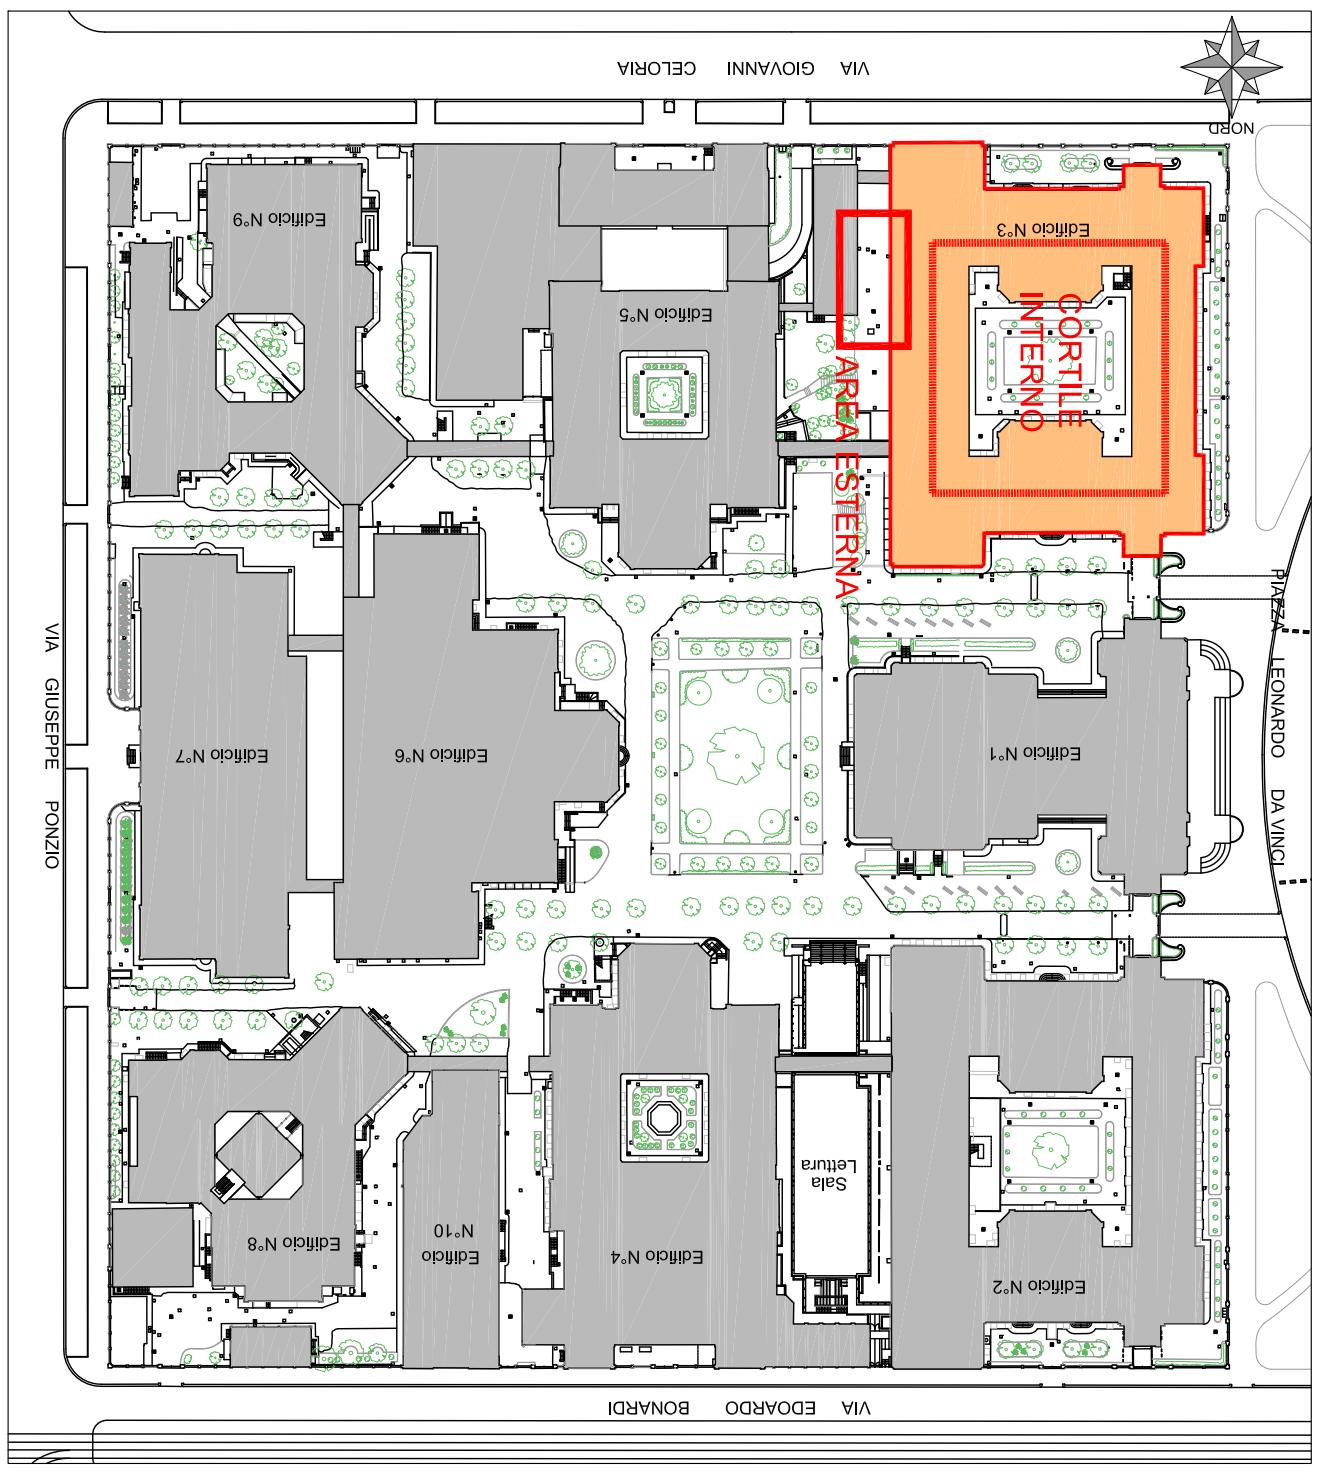 VIA GIOVANNI CELORIA
NORD
Edificio N°9
Edificio N°5
Edificio N°3
CORTILE
INTERNO
AREA ESTERNA
PIAZZA LEONARDO DA VINCI
VIA GIUSEPPE PONZIO
Edificio N°7
Edificio N°6
Edificio N°1
Sala
Lettura
Edificio N°8
Edificio
N°10
Edificio N°4
Edificio N°2
VIA EDOARDO BONARDI